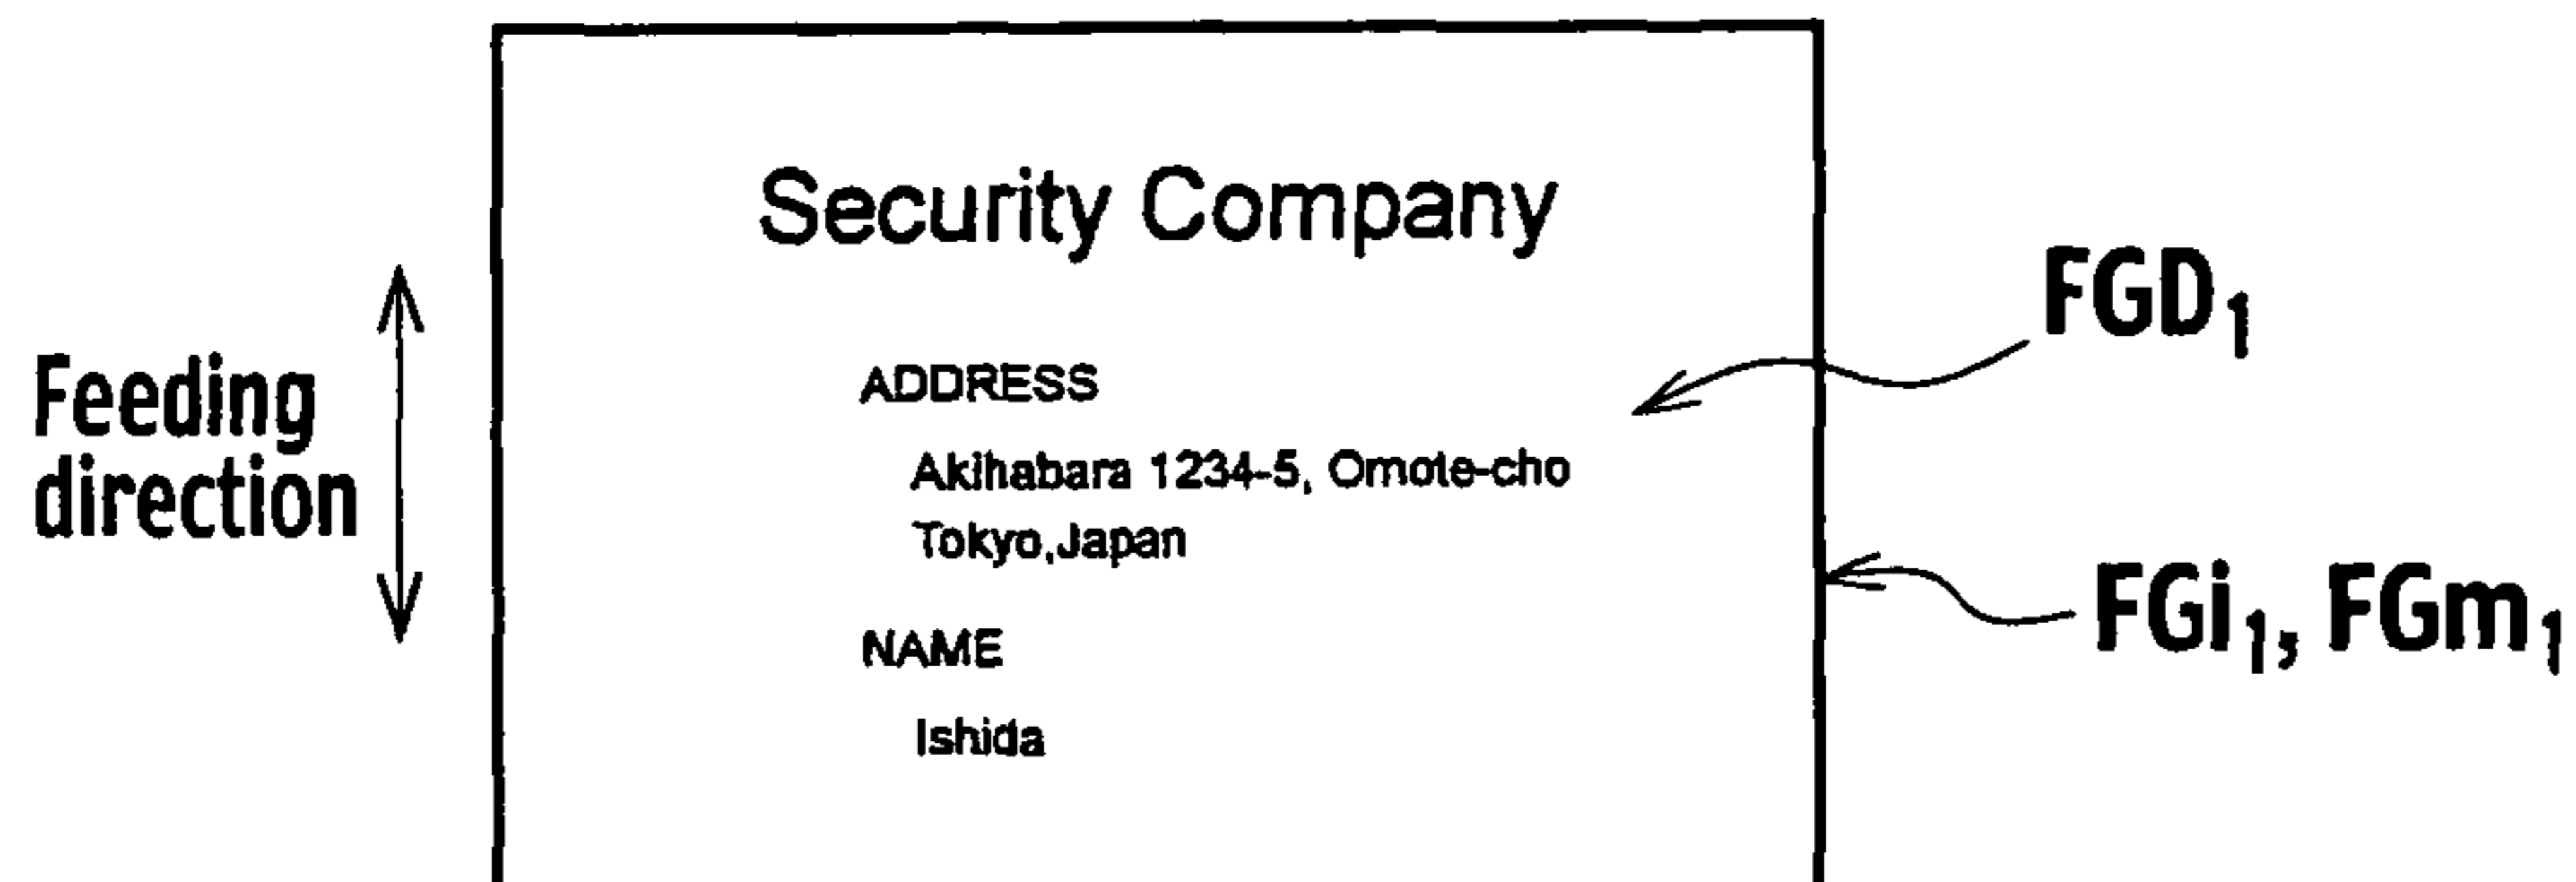 Security Company
FGD1
Feeding
direction
ADDRESS
Akihabara 1234-5, Omote-cho
Tokyo,Japan
FGi1, FGm1
NAME
Ishida